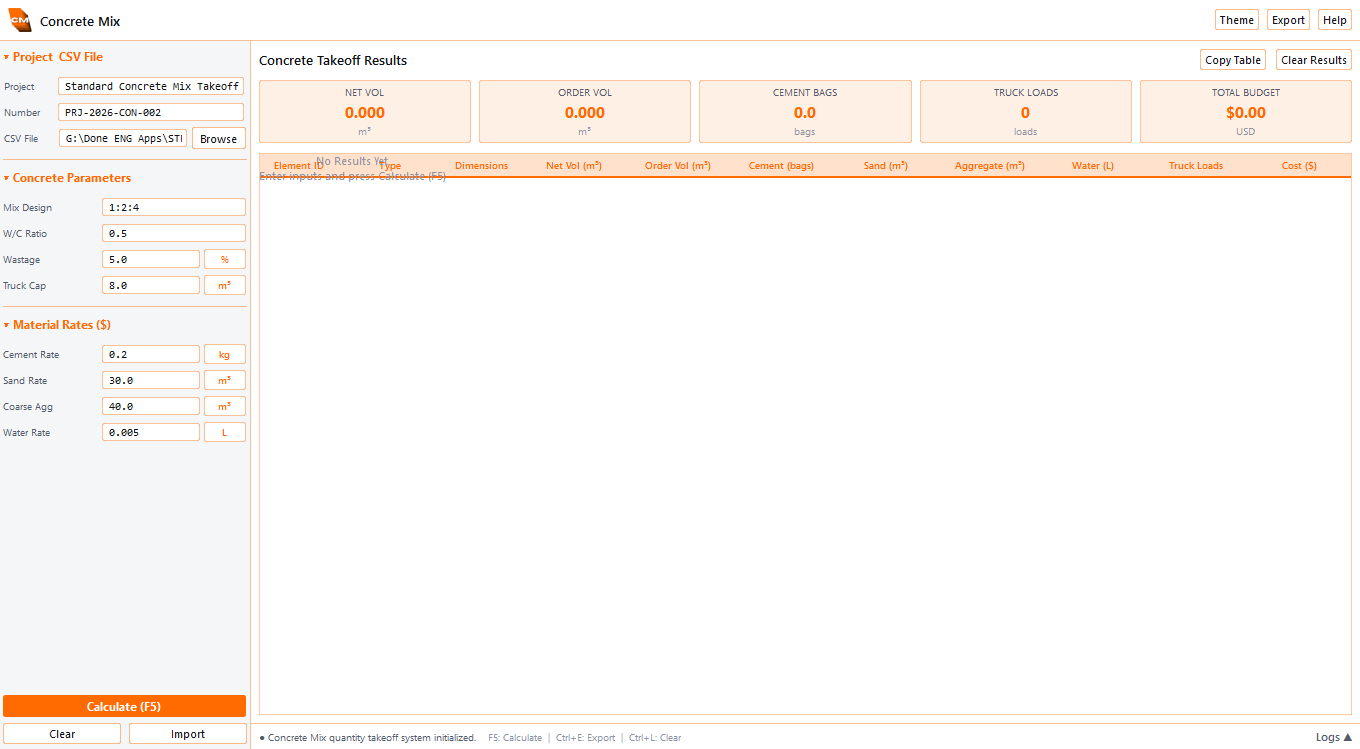 CM Concrete Mix Theme Export Help
▾ Project CSV File
Project Standard Concrete Mix Takeoff
Number PRJ-2026-CON-002
CSV File G:\Done ENG Apps\ST Browse
▾ Concrete Parameters
Mix Design 1:2:4
W/C Ratio 0.5
Wastage 5.0 %
Truck Cap 8.0 m³
▾ Material Rates ($)
Cement Rate 0.2 kg
Sand Rate 30.0 m³
Coarse Agg 40.0 m³
Water Rate 0.005 L
Calculate (F5)
Clear Import
Concrete Takeoff Results Copy Table Clear Results
NET VOL ORDER VOL CEMENT BAGS TRUCK LOADS TOTAL BUDGET
0.000 0.000 0.0 0 $0.00
m³ m³ bags loads USD
Element ID Type Dimensions Net Vol (m³) Order Vol (m³) Cement (bags) Sand (m³) Aggregate (m³) Water (L) Truck Loads Cost ($)
No Results Yet
Enter inputs and press Calculate (F5)
● Concrete Mix quantity takeoff system initialized. F5: Calculate | Ctrl+E: Export | Ctrl+L: Clear Logs ▲